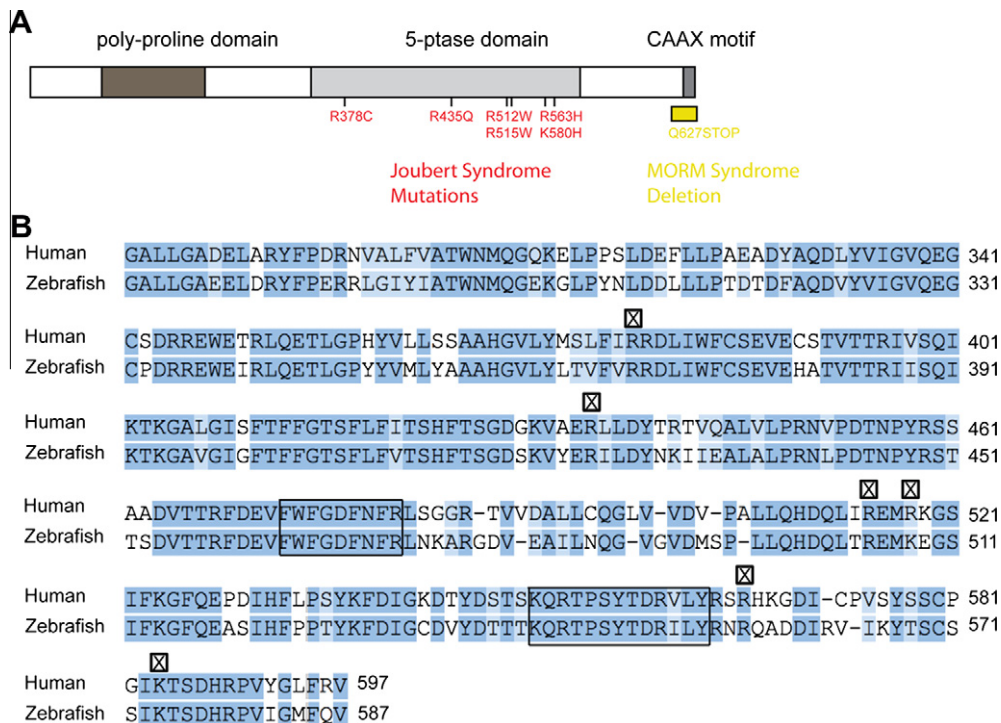 A
poly-proline domain 5-ptase domain CAAX motif
R378C R435Q R512W R563H
R515W K580H
Q627STOP
Joubert Syndrome MORM Syndrome
Mutations Deletion
B
Human GALLGADELARYFPDRNVALFVATWNMQGQKELPPSLDEFLLPAEADYAQDLYVIGVQEG 341
Zebrafish GALLGAEELDRYFPERRLGIYIATWNMQGEKGLPYNLDDLLLPTDTDFAQDVYVIGVQEG 331
Human CSDRREWETRLQETLGPHYVLLSSAAHGVLYMSLFIRRDLIWFCSEVECSTVTTRIVSQI 401
Zebrafish CPDRREWEIRLQETLGPYYVMLYAAAHGVLYLTVFVRRDLIWFCSEVEHATVTTRIISQI 391
Human KTKGALGISFTFFGTSFLFITSHFTSGDGKVAERLLDYTRTVQALVLPRNVPDTNPYRSS 461
Zebrafish KTKGAVGIGFTFFGTSFLFVTSHFTSGDSKVYERILDYNKIIEALALPRNLPDTNPYRST 451
Human AADVTTRFDEVFWFGDFNFRLSGGR-TVVDALLCQGLV-VDV-PALLQHDQLIREMRKGS 521
Zebrafish TSDVTTRFDEVFWFGDFNFRLNKARGDV-EAILNQG-VGVDMSP-LLQHDQLTREMKEGS 511
Human IFKGFQEPDIHFLPSYKFDIGKDTYDSTSKQRTPSYTDRVLYRSRHKGDI-CPVSYSSCP 581
Zebrafish IFKGFQEASIHFPPTYKFDIGCDVYDTTTKQRTPSYTDRILYRNRQADDIRV-IKYTSCS 571
Human GIKTSDHRPVYGLFRV 597
Zebrafish SIKTSDHRPVIGMFQV 587